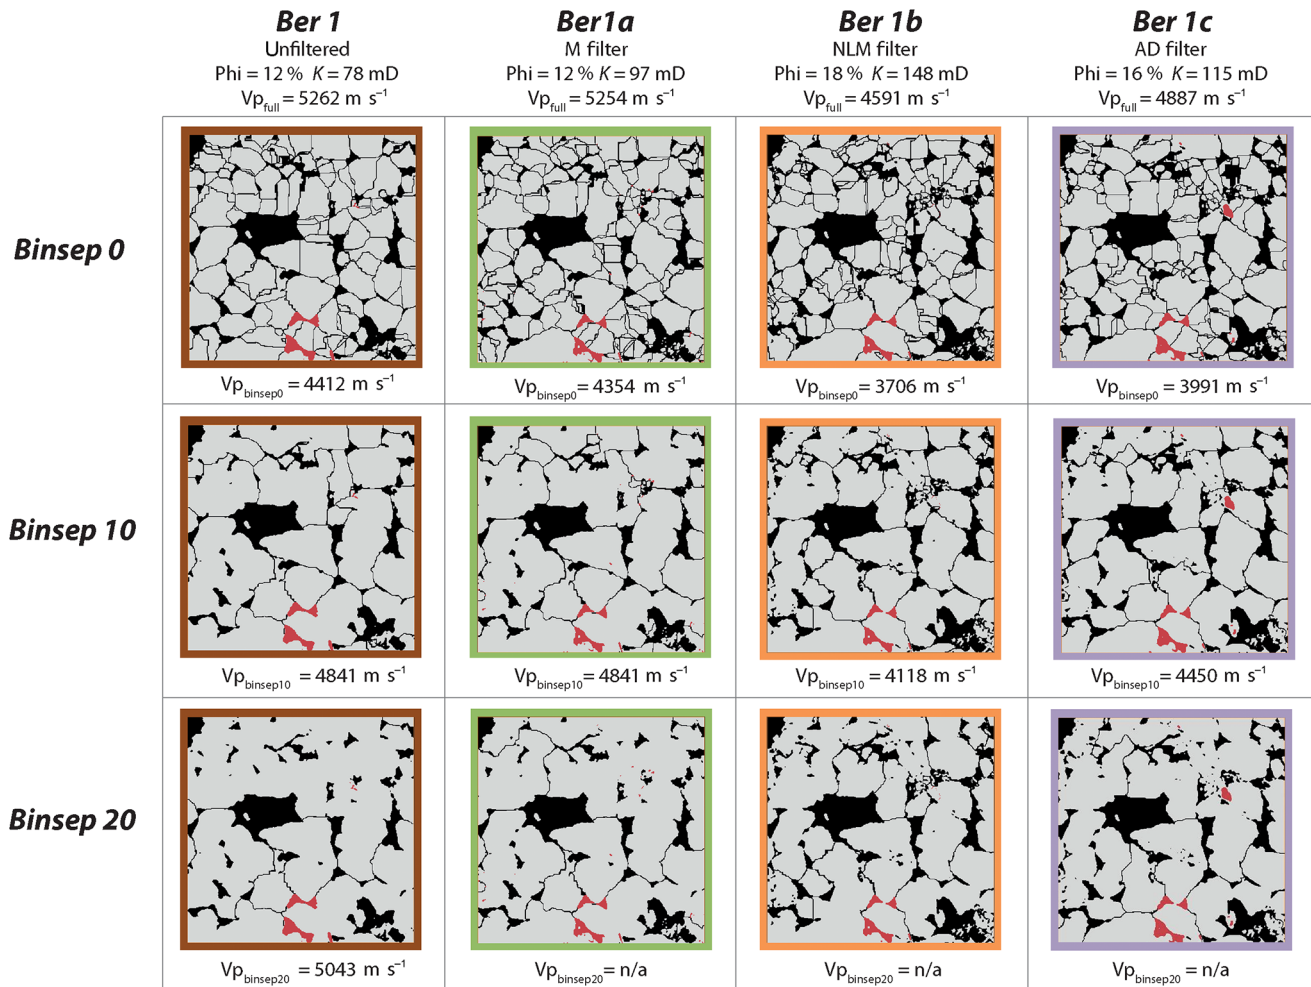 Ber 1
Unfiltered
Phi = 12 % K = 78 mD
Vpfull = 5262 m s⁻¹
Ber1a
M filter
Phi = 12 % K = 97 mD
Vpfull = 5254 m s⁻¹
Ber 1b
NLM filter
Phi = 18 % K = 148 mD
Vpfull = 4591 m s⁻¹
Ber 1c
AD filter
Phi = 16 % K = 115 mD
Vpfull = 4887 m s⁻¹
Binsep 0
Vpbinsep0 = 4412 m s⁻¹
Vpbinsep0 = 4354 m s⁻¹
Vpbinsep0 = 3706 m s⁻¹
Vpbinsep0 = 3991 m s⁻¹
Binsep 10
Vpbinsep10 = 4841 m s⁻¹
Vpbinsep10 = 4841 m s⁻¹
Vpbinsep10 = 4118 m s⁻¹
Vpbinsep10 = 4450 m s⁻¹
Binsep 20
Vpbinsep20 = 5043 m s⁻¹
Vpbinsep20 = n/a
Vpbinsep20 = n/a
Vpbinsep20 = n/a